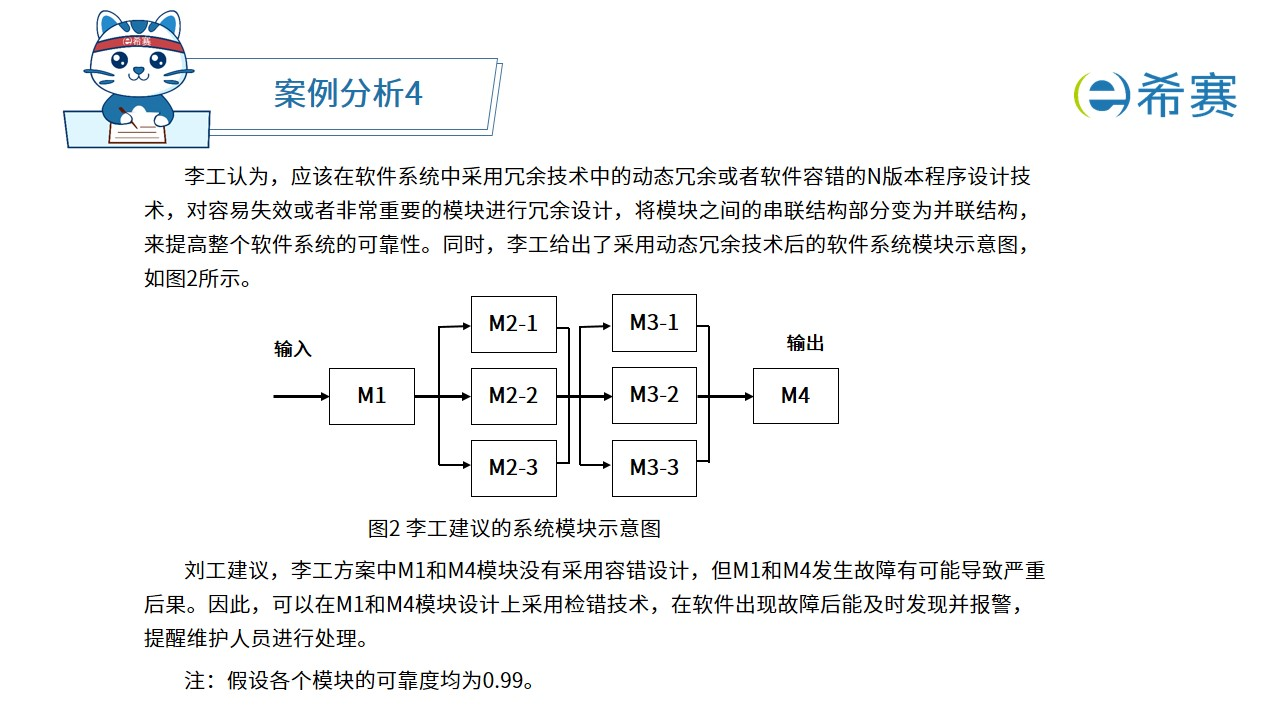 希赛
案例分析4
希赛
李工认为，应该在软件系统中采用冗余技术中的动态冗余或者软件容错的N版本程序设计技
术，对容易失效或者非常重要的模块进行冗余设计，将模块之间的串联结构部分变为并联结构，
来提高整个软件系统的可靠性。同时，李工给出了采用动态冗余技术后的软件系统模块示意图，
如图2所示。
输入
M1
M2-1
M2-2
M2-3
M3-1
M3-2
M3-3
输出
M4
图2 李工建议的系统模块示意图
刘工建议，李工方案中M1和M4模块没有采用容错设计，但M1和M4发生故障有可能导致严重
后果。因此，可以在M1和M4模块设计上采用检错技术，在软件出现故障后能及时发现并报警，
提醒维护人员进行处理。
注：假设各个模块的可靠度均为0.99。